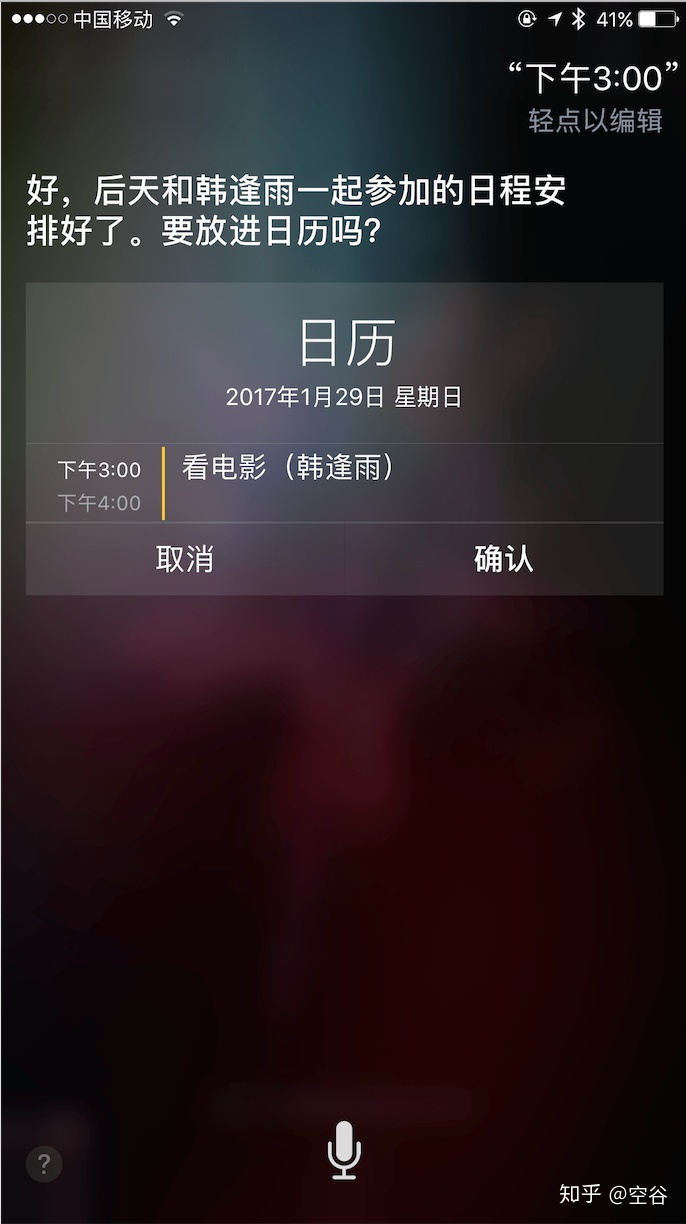 中国移动
41%
“下午3:00”
轻点以编辑
好，后天和韩逢雨一起参加的日程安
排好了。要放进日历吗？
日历
2017年1月29日 星期日
下午3:00 看电影（韩逢雨）
下午4:00
取消 确认
?
知乎 @空谷